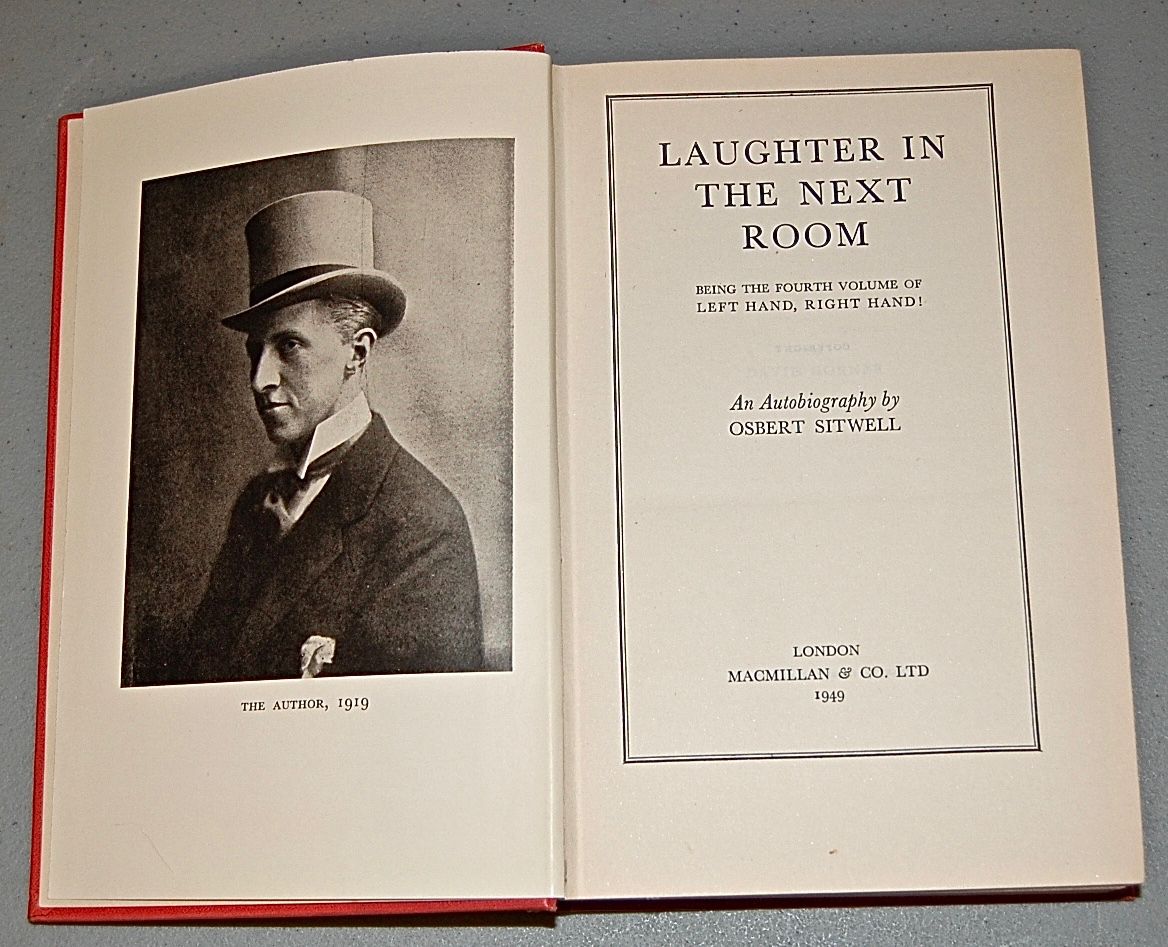 THE AUTHOR, 1919
LAUGHTER IN
THE NEXT
ROOM
BEING THE FOURTH VOLUME OF
LEFT HAND, RIGHT HAND!
An Autobiography by
OSBERT SITWELL
LONDON
MACMILLAN & CO. LTD
1949